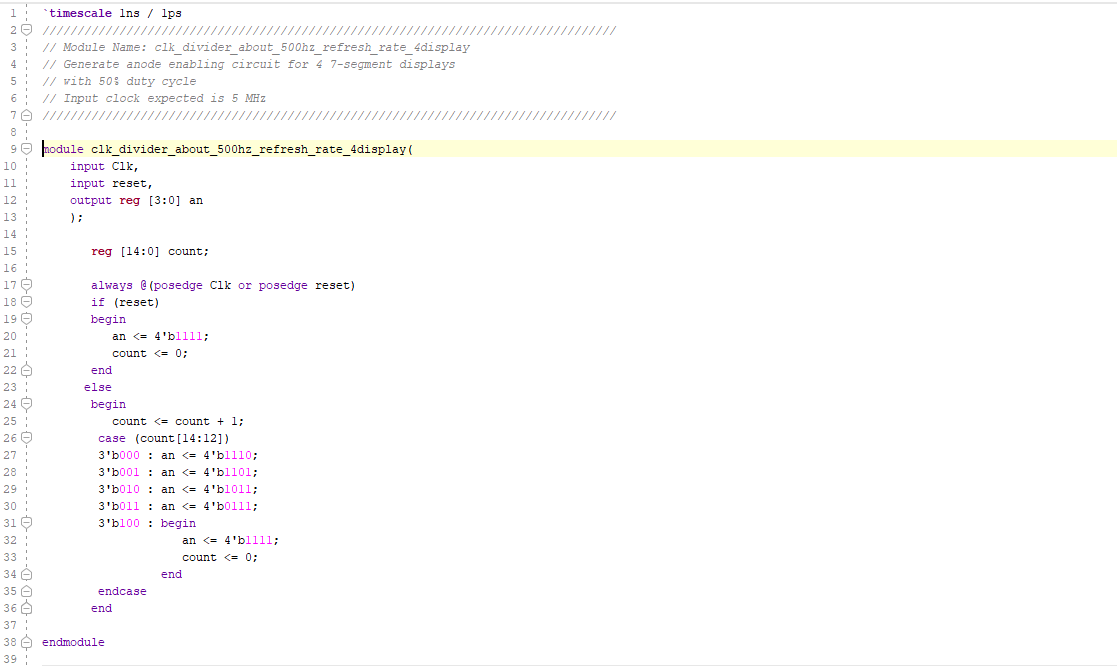 1 `timescale 1ns / 1ps
2 //////////////////////////////////////////////////////////////////////////////////
3 // Module Name: clk_divider_about_500hz_refresh_rate_4display
4 // Generate anode enabling circuit for 4 7-segment displays
5 // with 50% duty cycle
6 // Input clock expected is 5 MHz
7 //////////////////////////////////////////////////////////////////////////////////
8
9 module clk_divider_about_500hz_refresh_rate_4display(
10     input Clk,
11     input reset,
12     output reg [3:0] an
13     );
14
15        reg [14:0] count;
16
17        always @(posedge Clk or posedge reset)
18        if (reset)
19        begin
20           an <= 4'b1111;
21           count <= 0;
22        end
23       else
24        begin
25           count <= count + 1;
26         case (count[14:12])
27         3'b000 : an <= 4'b1110;
28         3'b001 : an <= 4'b1101;
29         3'b010 : an <= 4'b1011;
30         3'b011 : an <= 4'b0111;
31         3'b100 : begin
32                     an <= 4'b1111;
33                     count <= 0;
34                  end
35         endcase
36        end
37
38 endmodule
39